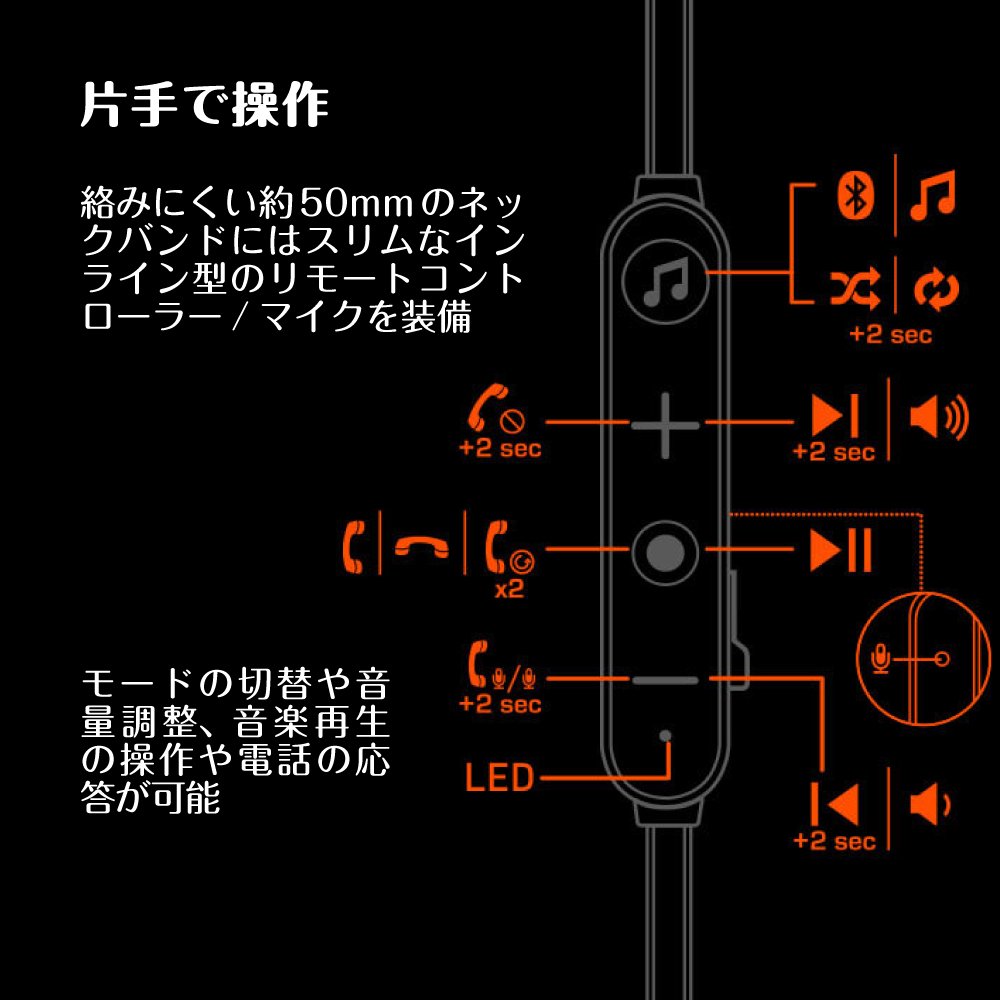 片手で操作
絡みにくい約50mmのネッ
クバンドにはスリムなイン
ライン型のリモートコント
ローラー/マイクを装備
+2 sec
+2 sec
+2 sec
x2
+2 sec
モードの切替や音
量調整、音楽再生
の操作や電話の応
答が可能
LED
+2 sec